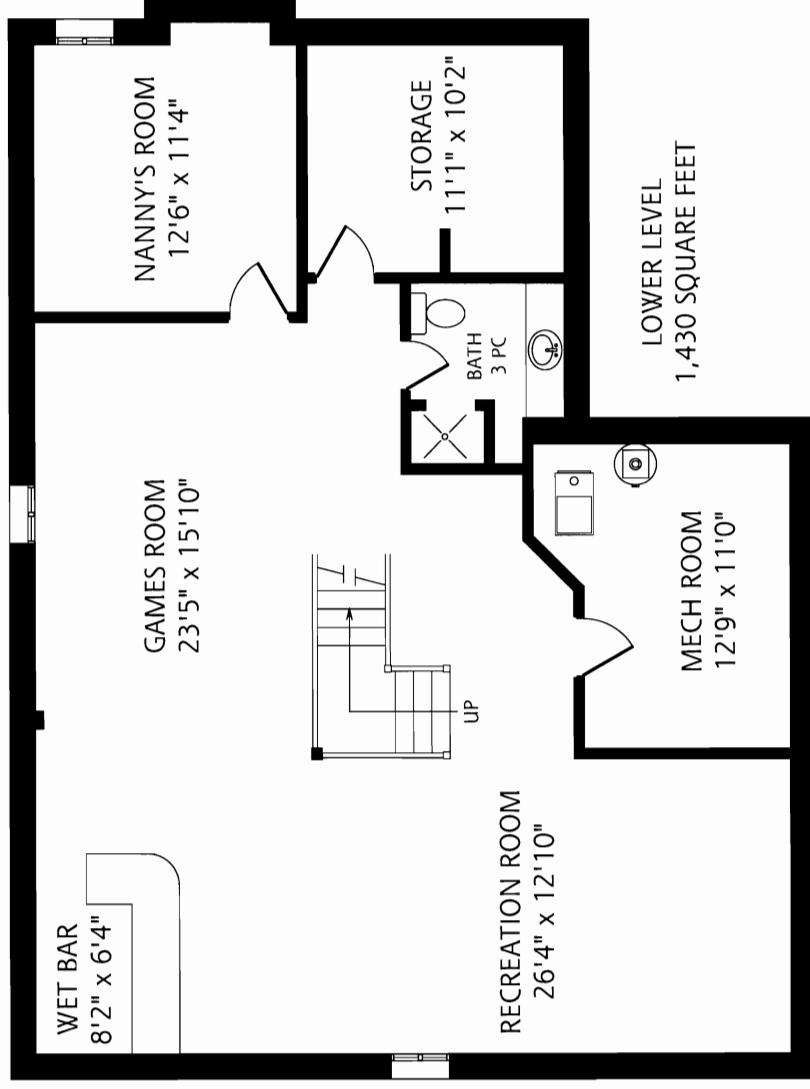 WET BAR
8'2" x 6'4"
GAMES ROOM
23'5" x 15'10"
NANNY'S ROOM
12'6" x 11'4"
STORAGE
11'1" x 10'2"
BATH
3 PC
UP
RECREATION ROOM
26'4" x 12'10"
MECH ROOM
12'9" x 11'0"
LOWER LEVEL
1,430 SQUARE FEET